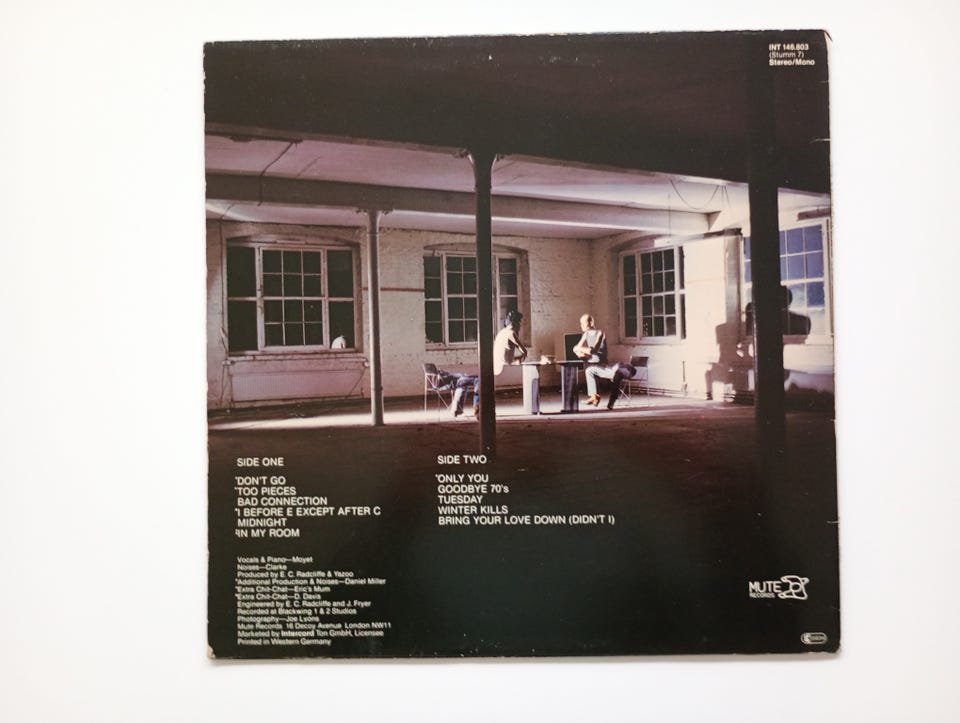 INT 146.803
(Stumm 7)
Stereo/Mono
SIDE ONE
*DON'T GO
*TOO PIECES
BAD CONNECTION
*I BEFORE E EXCEPT AFTER C
MIDNIGHT
IN MY ROOM
SIDE TWO
*ONLY YOU
GOODBYE 70's
TUESDAY
WINTER KILLS
BRING YOUR LOVE DOWN (DIDN'T I)
Vocals & Piano—Moyet
Noises—Clarke
Produced by E. C. Radcliffe & Yazoo
*Additional Production & Noises—Daniel Miller
*Extra Chit-Chat—Eric's Mum
*Extra Chit-Chat—D. Davis
Engineered by E. C. Radcliffe and J. Fryer
Recorded at Blackwing 1 & 2 Studios
Photography—Joe Lyons
Mute Records 16 Decoy Avenue London NW11
Marketed by Intercord Ton GmbH, Licensee
Printed in Western Germany
MUTE
RECORDS